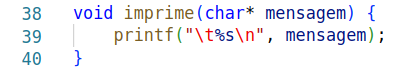 38 void imprime(char* mensagem) {
39     printf("\t%s\n", mensagem);
40 }